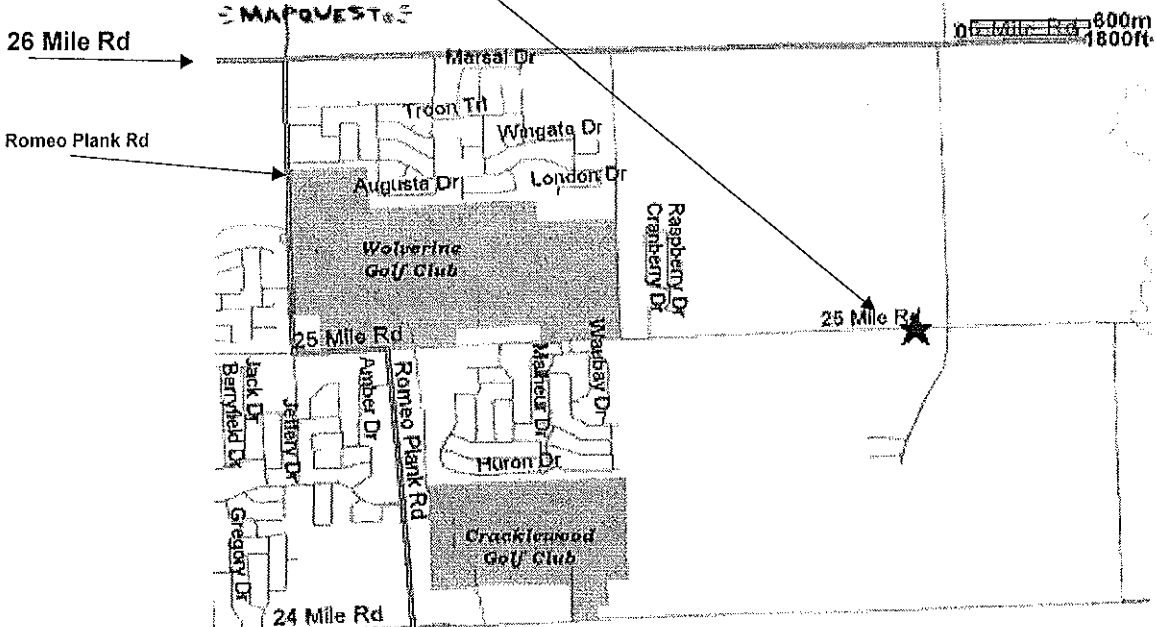 MAPQUEST
26 Mile Rd
600m
1800ft
Marsal Dr
Romeo Plank Rd
Troon Trl
Wingate Dr
Augusta Dr
London Dr
Raspberry Dr
Cranberry Dr
Wolverine
Golf Club
25 Mile Rd
25 Mile Rd
Waubay Dr
Malheur Dr
Jack Dr
Berryfield Dr
Jeffery Dr
Amber Dr
Romeo Plank Rd
Huron Dr
Gregory Dr
Cracklewood
Golf Club
24 Mile Rd